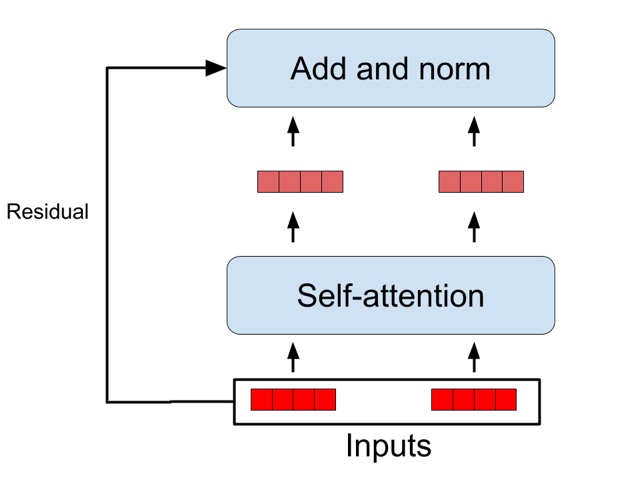 Add and norm
Residual
Self-attention
Inputs